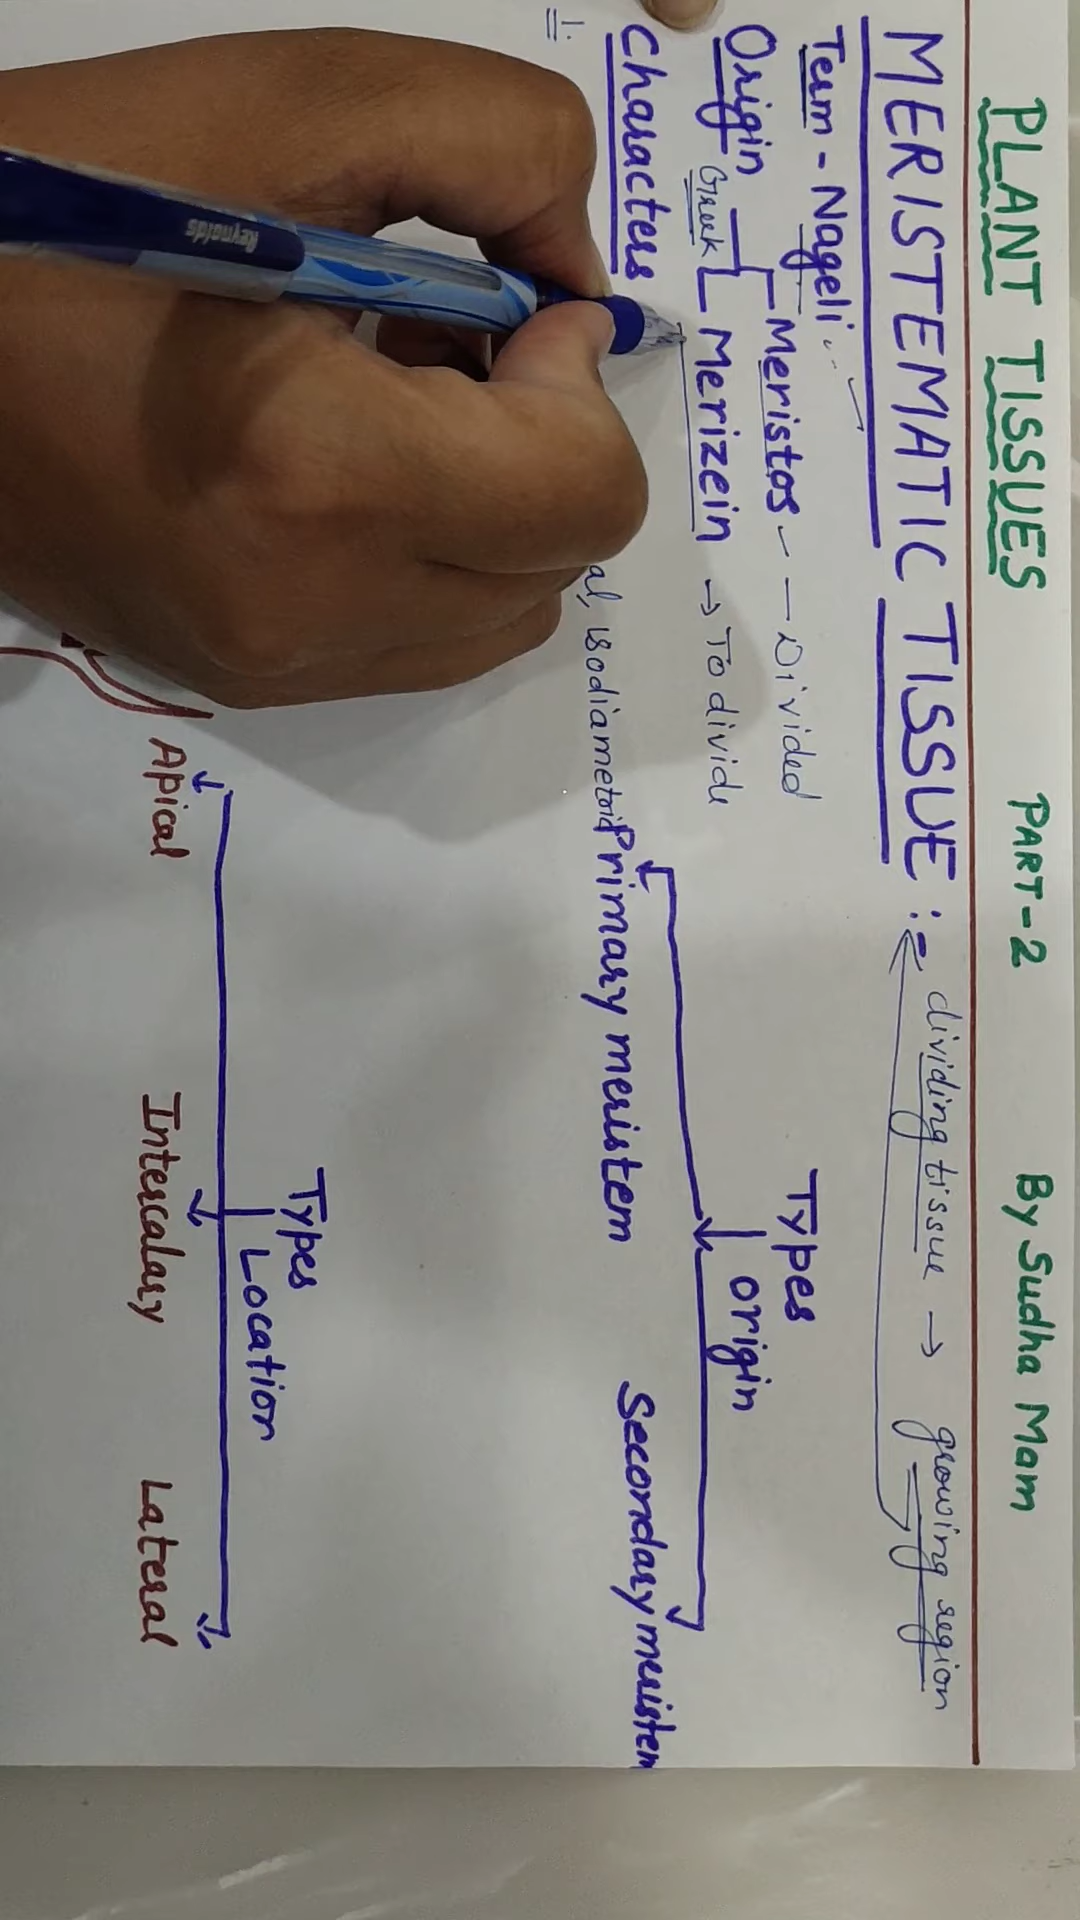 PLANT TISSUES PART-2 By Sudha Mam
MERISTEMATIC TISSUE :- dividing tissue → growing region
Term - Nageli
Origin Meristos - - Divided
Greek Merizein → To divide
Characters
1.
al, isodiametric
Types
origin
Primary meristem Secondary meristem
Types
Location
Apical Intercalary Lateral
Reynolds